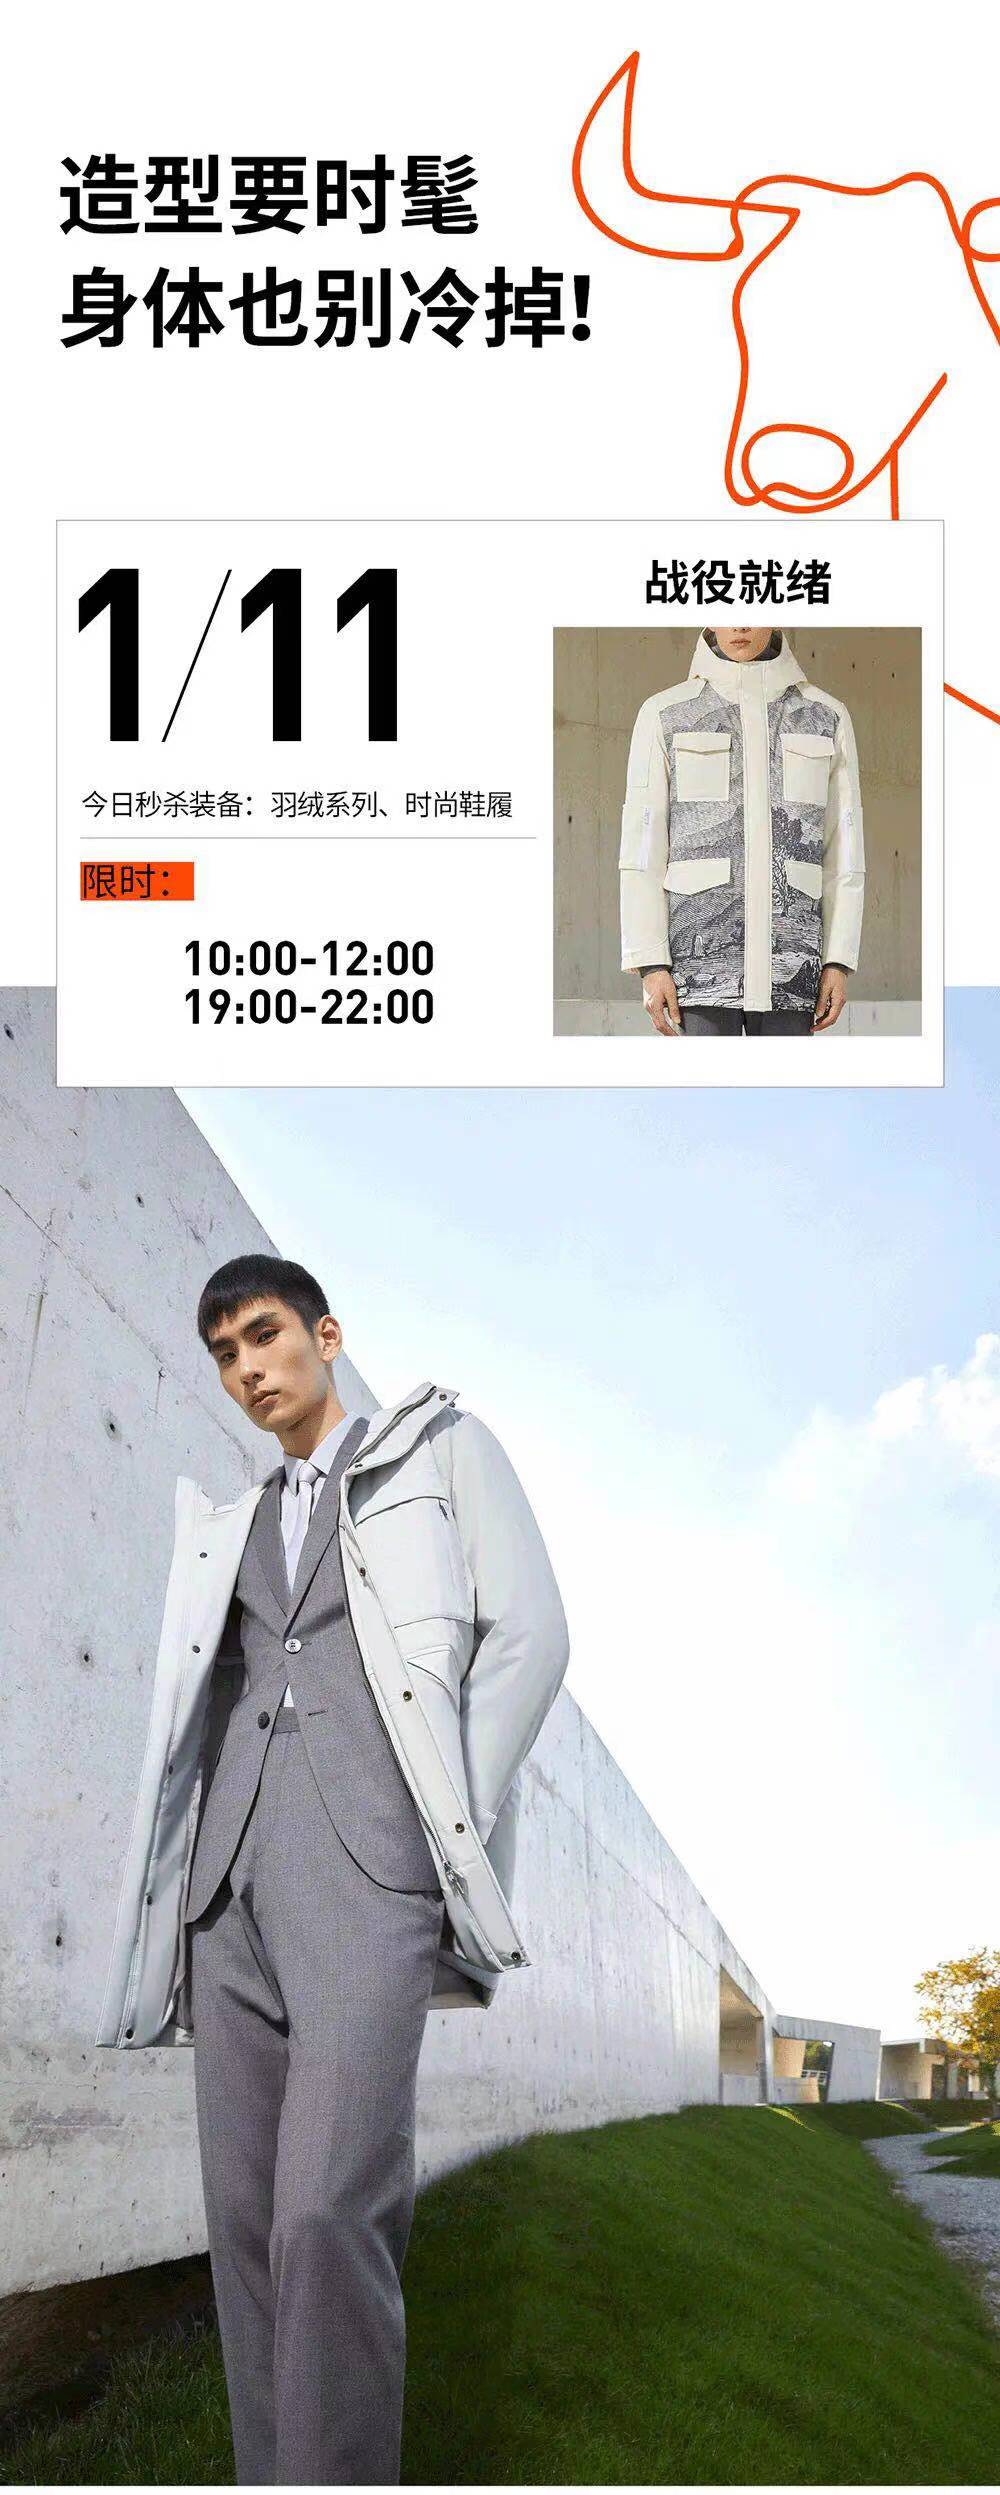 造型要时髦
身体也别冷掉!
1/11
战役就绪
今日秒杀装备：羽绒系列、时尚鞋履
限时：
10:00-12:00
19:00-22:00